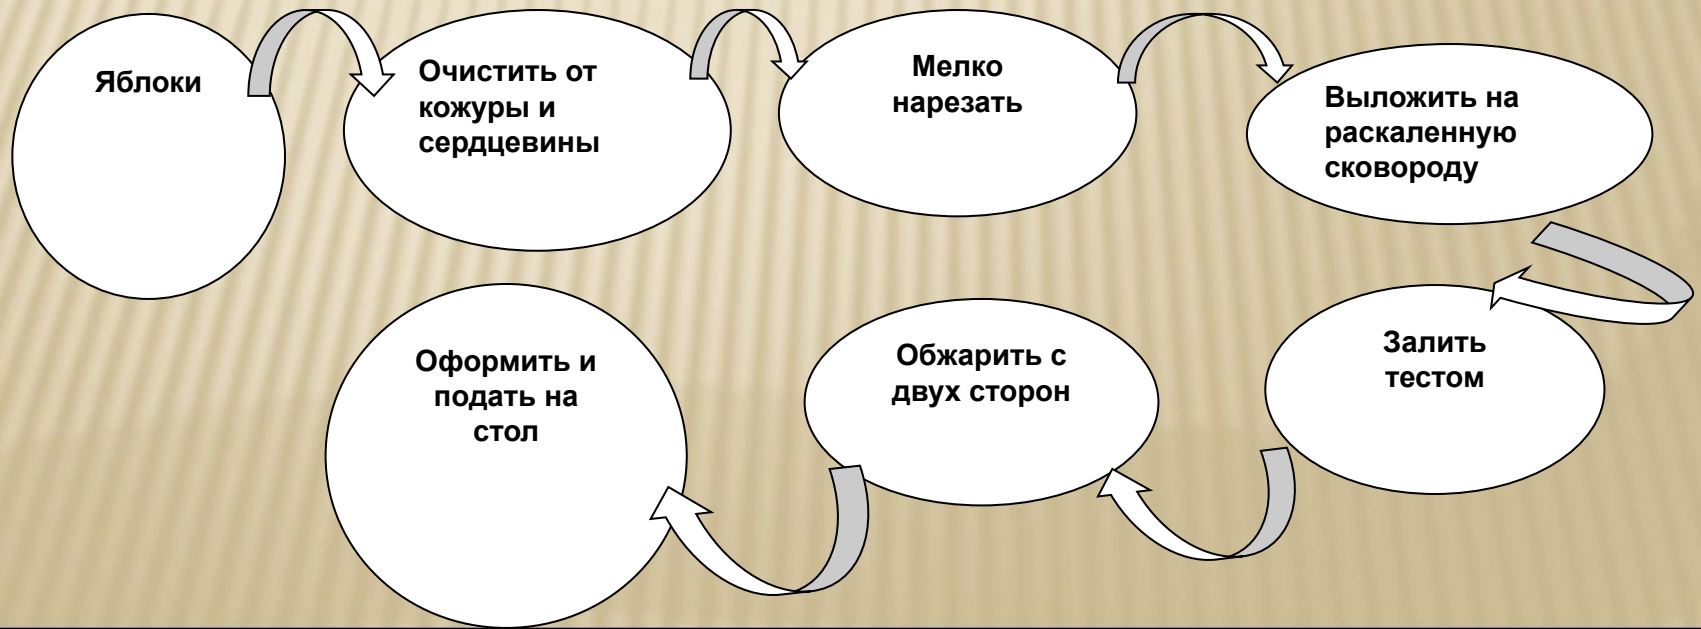 Яблоки
Очистить от
кожуры и
сердцевины
Мелко
нарезать
Выложить на
раскаленную
сковороду
Залить
тестом
Обжарить с
двух сторон
Оформить и
подать на
стол